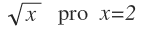 √x pro x=2